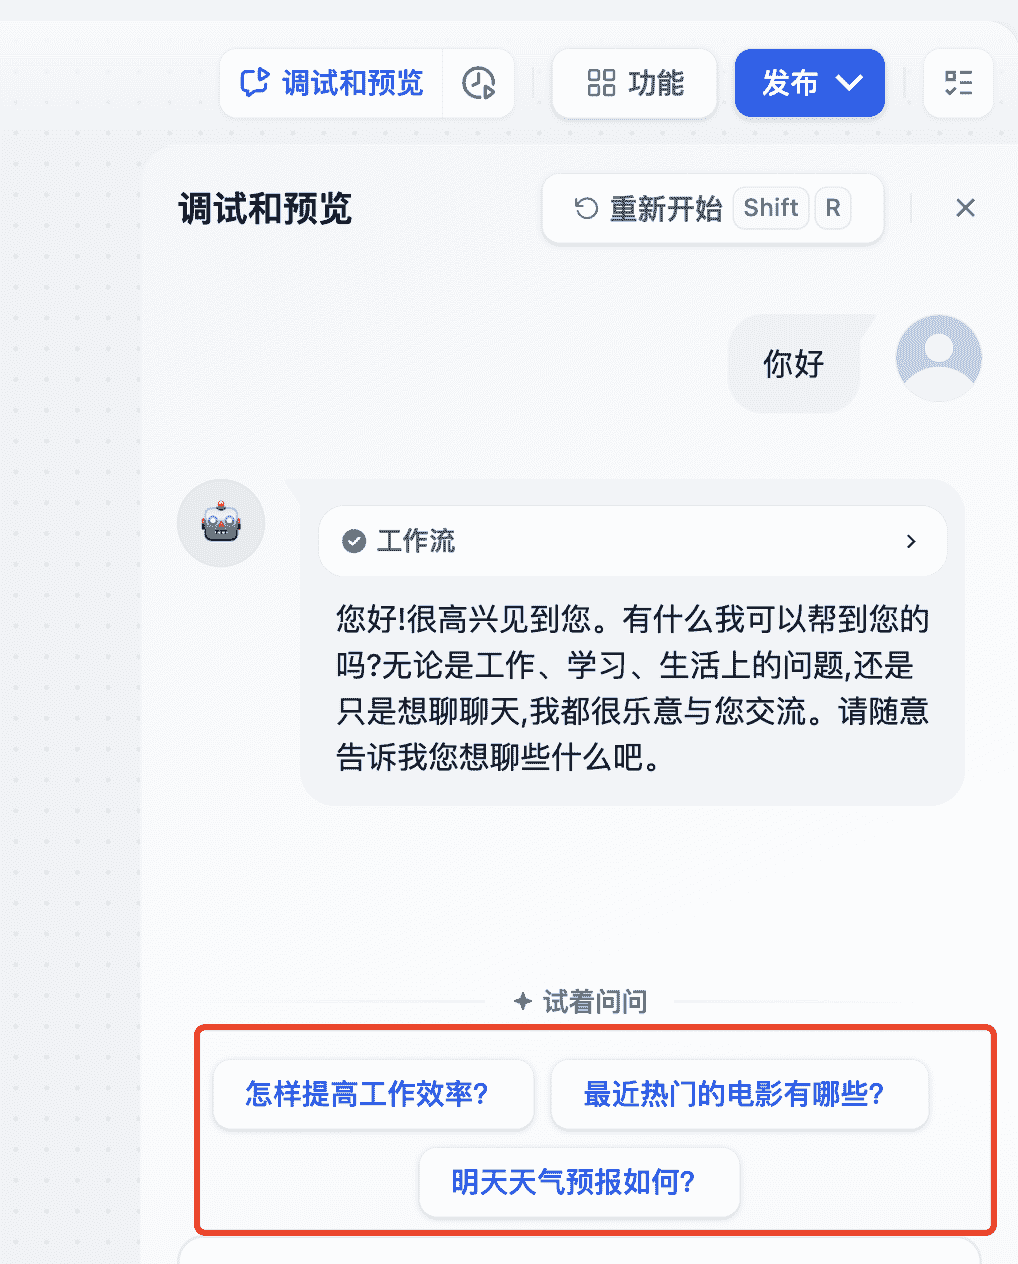 调试和预览
功能
发布
调试和预览
重新开始 Shift R
你好
工作流
您好!很高兴见到您。有什么我可以帮到您的
吗?无论是工作、学习、生活上的问题,还是
只是想聊聊天,我都很乐意与您交流。请随意
告诉我您想聊些什么吧。
试着问问
怎样提高工作效率?
最近热门的电影有哪些?
明天天气预报如何?